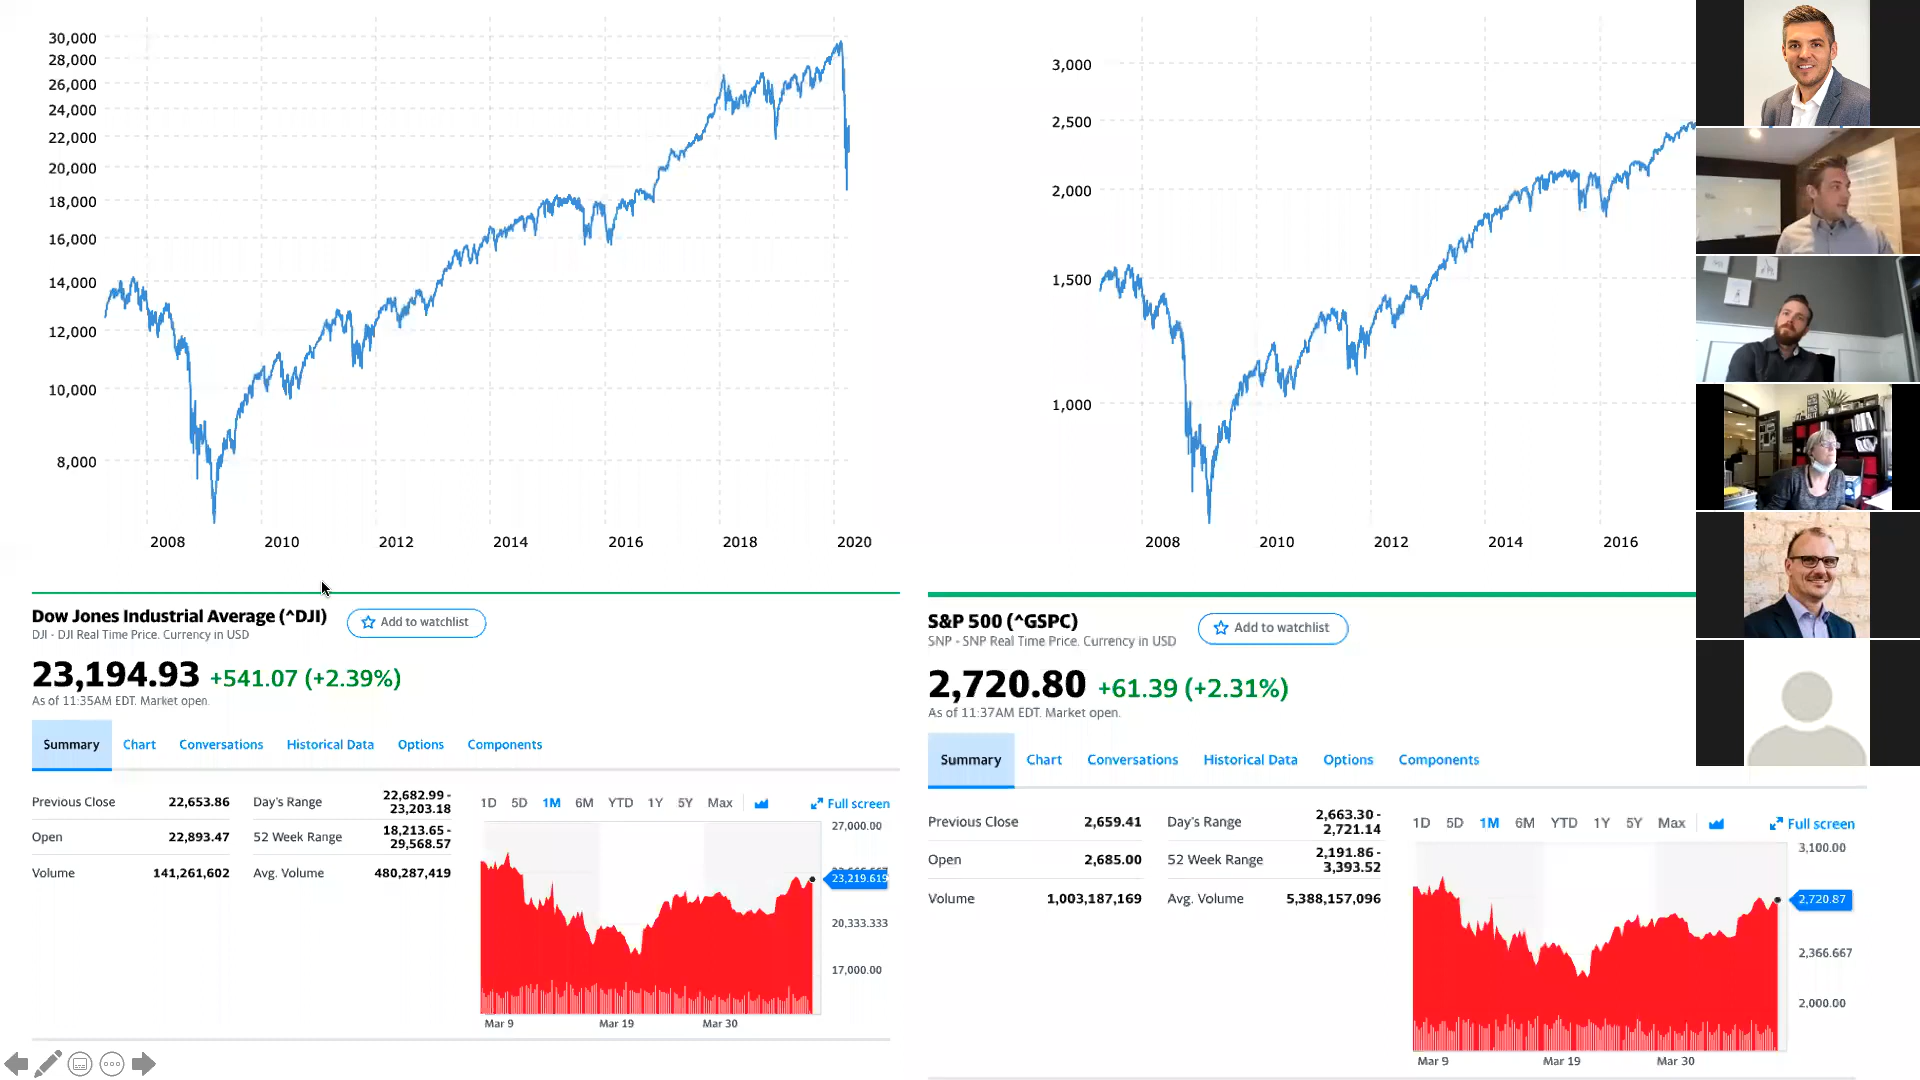 30,000
28,000
26,000
24,000
22,000
20,000
18,000
16,000
14,000
12,000
10,000
8,000
2008 2010 2012 2014 2016 2018 2020
3,000
2,500
2,000
1,500
1,000
2008 2010 2012 2014 2016
Dow Jones Industrial Average (^DJI)
Add to watchlist
DJI - DJI Real Time Price. Currency in USD
23,194.93 +541.07 (+2.39%)
As of 11:35AM EDT. Market open.
Summary Chart Conversations Historical Data Options Components
Previous Close 22,653.86
Open 22,893.47
Volume 141,261,602
Day's Range 22,682.99 -
23,203.18
52 Week Range 18,213.65 -
29,568.57
Avg. Volume 480,287,419
1D 5D 1M 6M YTD 1Y 5Y Max Full screen
27,000.00
23,219.619
20,333.333
17,000.00
Mar 9 Mar 19 Mar 30
S&P 500 (^GSPC)
Add to watchlist
SNP - SNP Real Time Price. Currency in USD
2,720.80 +61.39 (+2.31%)
As of 11:37AM EDT. Market open.
Summary Chart Conversations Historical Data Options Components
Previous Close 2,659.41
Open 2,685.00
Volume 1,003,187,169
Day's Range 2,663.30 -
2,721.14
52 Week Range 2,191.86 -
3,393.52
Avg. Volume 5,388,157,096
1D 5D 1M 6M YTD 1Y 5Y Max Full screen
3,100.00
2,720.87
2,366.667
2,000.00
Mar 9 Mar 19 Mar 30